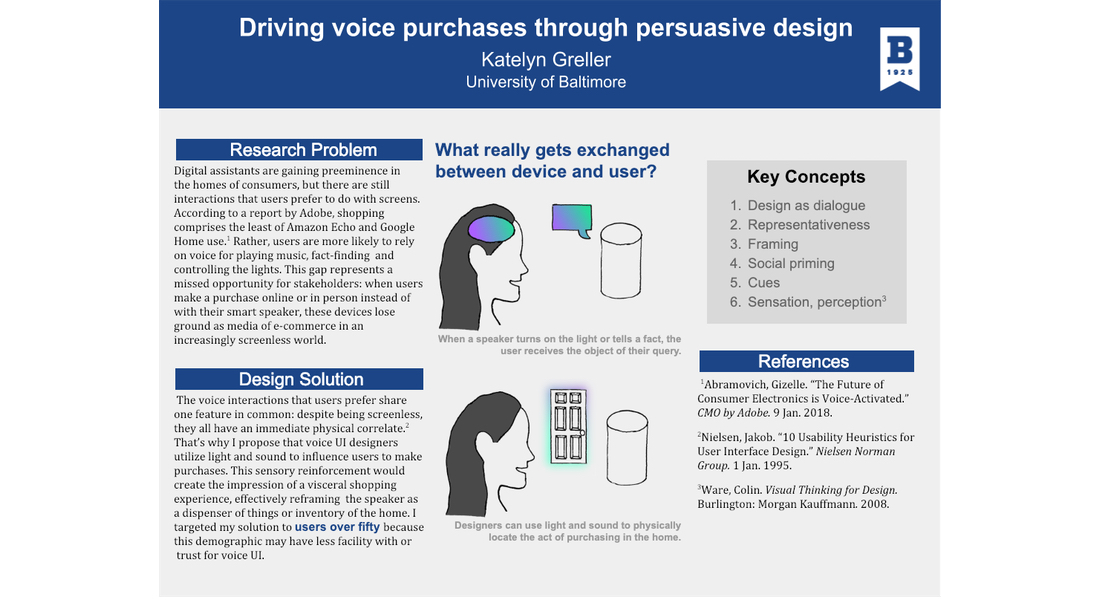 Driving voice purchases through persuasive design
Katelyn Greller
University of Baltimore
B
1925
Research Problem
Digital assistants are gaining preeminence in
the homes of consumers, but there are still
interactions that users prefer to do with screens.
According to a report by Adobe, shopping
comprises the least of Amazon Echo and Google
Home use.¹ Rather, users are more likely to rely
on voice for playing music, fact-finding and
controlling the lights. This gap represents a
missed opportunity for stakeholders: when users
make a purchase online or in person instead of
with their smart speaker, these devices lose
ground as media of e-commerce in an
increasingly screenless world.
Design Solution
The voice interactions that users prefer share
one feature in common: despite being screenless,
they all have an immediate physical correlate.²
That's why I propose that voice UI designers
utilize light and sound to influence users to make
purchases. This sensory reinforcement would
create the impression of a visceral shopping
experience, effectively reframing the speaker as
a dispenser of things or inventory of the home. I
targeted my solution to users over fifty because
this demographic may have less facility with or
trust for voice UI.
What really gets exchanged
between device and user?
When a speaker turns on the light or tells a fact, the
user receives the object of their query.
Designers can use light and sound to physically
locate the act of purchasing in the home.
Key Concepts
1. Design as dialogue
2. Representativeness
3. Framing
4. Social priming
5. Cues
6. Sensation, perception³
References
¹Abramovich, Gizelle. "The Future of
Consumer Electronics is Voice-Activated."
CMO by Adobe. 9 Jan. 2018.
²Nielsen, Jakob. "10 Usability Heuristics for
User Interface Design." Nielsen Norman
Group. 1 Jan. 1995.
³Ware, Colin. Visual Thinking for Design.
Burlington: Morgan Kauffmann. 2008.